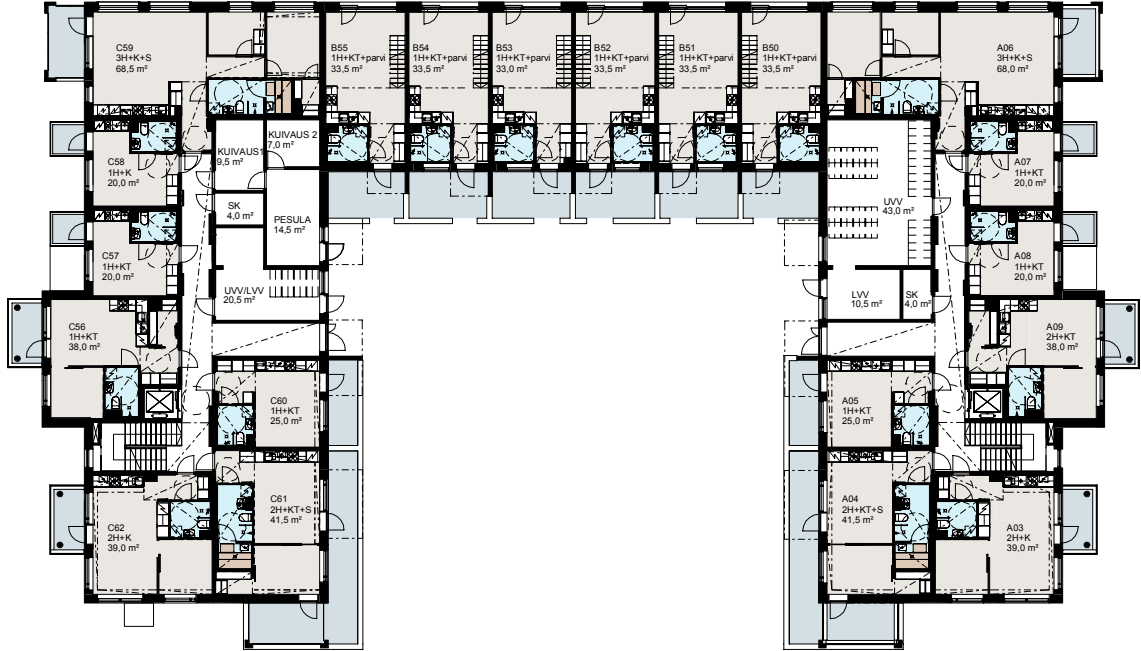 C59
3H+K+S
68,5 m²
B55
1H+KT+parvi
33,5 m²
B54
1H+KT+parvi
33,5 m²
B53
1H+KT+parvi
33,0 m²
B52
1H+KT+parvi
33,5 m²
B51
1H+KT+parvi
33,5 m²
B50
1H+KT+parvi
33,5 m²
A06
3H+K+S
68,0 m²
C58
1H+K
20,0 m²
KUIVAUS1
9,5 m²
KUIVAUS 2
7,0 m²
SK
4,0 m²
PESULA
14,5 m²
UVV
43,0 m²
A07
1H+KT
20,0 m²
C57
1H+KT
20,0 m²
UVV/LVV
20,5 m²
LVV
10,5 m²
SK
4,0 m²
A08
1H+KT
20,0 m²
C56
1H+KT
38,0 m²
A09
2H+KT
38,0 m²
C60
1H+KT
25,0 m²
A05
1H+KT
25,0 m²
C61
2H+KT+S
41,5 m²
A04
2H+KT+S
41,5 m²
C62
2H+K
39,0 m²
A03
2H+K
39,0 m²